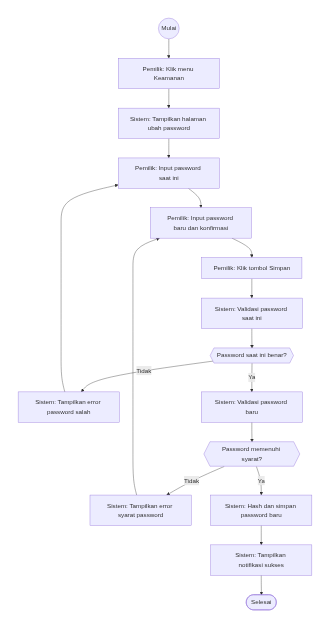 Mulai
Pemilik: Klik menu
Keamanan
Sistem: Tampilkan halaman
ubah password
Pemilik: Input password
saat ini
Pemilik: Input password
baru dan konfirmasi
Pemilik: Klik tombol Simpan
Sistem: Validasi password
saat ini
Password saat ini benar?
Tidak
Ya
Sistem: Tampilkan error
password salah
Sistem: Validasi password
baru
Password memenuhi
syarat?
Tidak
Ya
Sistem: Tampilkan error
syarat password
Sistem: Hash dan simpan
password baru
Sistem: Tampilkan
notifikasi sukses
Selesai